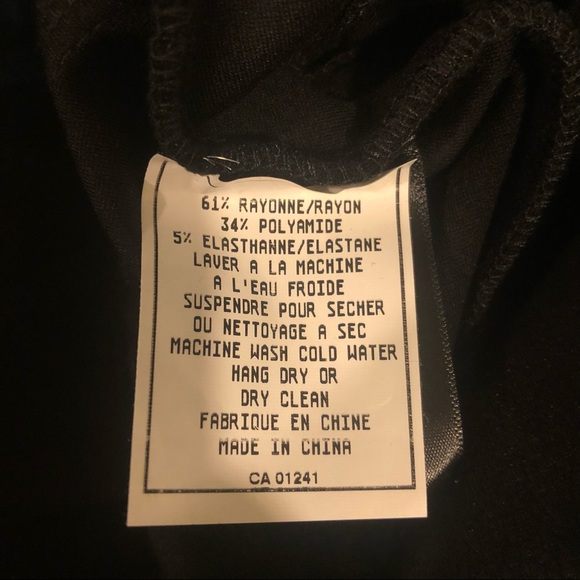 61% RAYONNE/RAYON
34% POLYAMIDE
5% ELASTHANNE/ELASTANE
LAVER A LA MACHINE
A L'EAU FROIDE
SUSPENDRE POUR SECHER
OU NETTOYAGE A SEC
MACHINE WASH COLD WATER
HANG DRY OR
DRY CLEAN
FABRIQUE EN CHINE
MADE IN CHINA
CA 01241